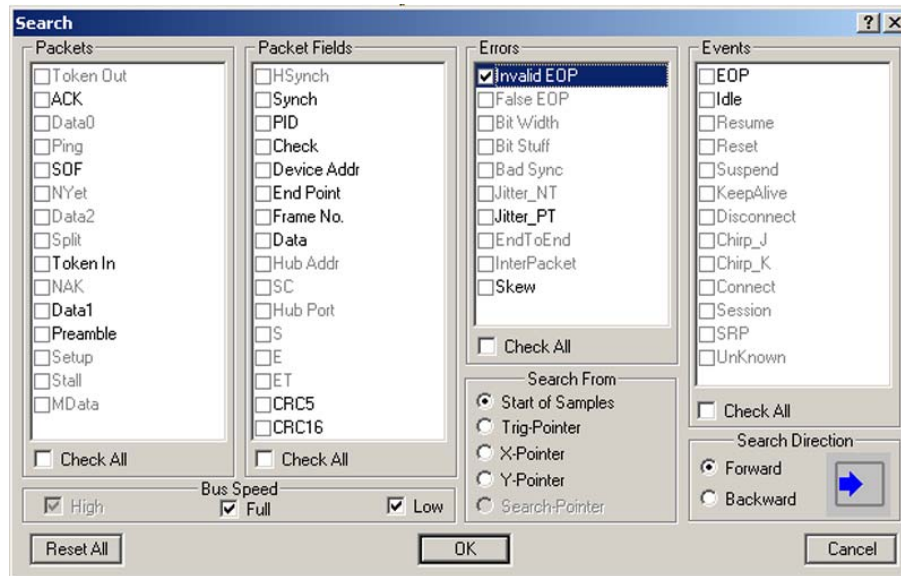 Search
Packets
Token Out
ACK
Data0
Ping
SOF
NYet
Data2
Split
Token In
NAK
Data1
Preamble
Setup
Stall
MData
Check All
Packet Fields
HSynch
Synch
PID
Check
Device Addr
End Point
Frame No.
Data
Hub Addr
SC
Hub Port
S
E
ET
CRC5
CRC16
Check All
Errors
Invalid EOP
False EOP
Bit Width
Bit Stuff
Bad Sync
Jitter_NT
Jitter_PT
EndToEnd
InterPacket
Skew
Check All
Events
EOP
Idle
Resume
Reset
Suspend
KeepAlive
Disconnect
Chirp_J
Chirp_K
Connect
Session
SRP
UnKnown
Check All
Search From
Start of Samples
Trig-Pointer
X-Pointer
Y-Pointer
Search-Pointer
Search Direction
Forward
Backward
Bus Speed
High
Full
Low
Reset All
OK
Cancel